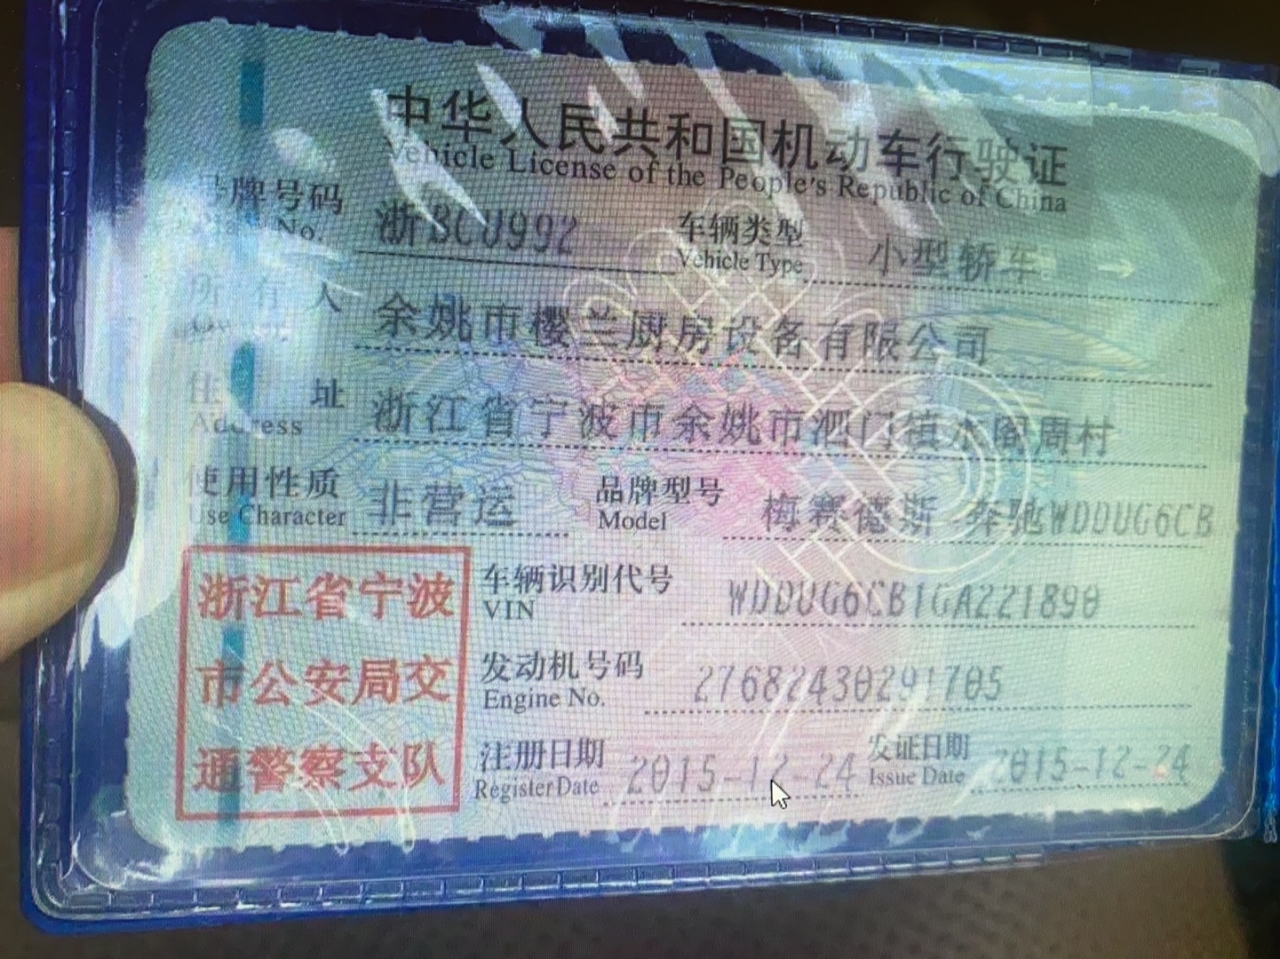 中华人民共和国机动车行驶证
Vehicle License of the People's Republic of China
号牌号码 浙BCU992 车辆类型 小型轿车
No. Vehicle Type
所有人 余姚市樱兰厨房设备有限公司
住址 浙江省宁波市余姚市泗门镇水阁周村
Address
使用性质 非营运 品牌型号 梅赛德斯-奔驰WDDUG6CB
Use Character Model
浙江省宁波 车辆识别代号 WDDUG6CB1GA221890
VIN
市公安局交 发动机号码 27682430291705
Engine No.
通警察支队 注册日期 2015-12-24 发证日期 2015-12-24
Register Date Issue Date